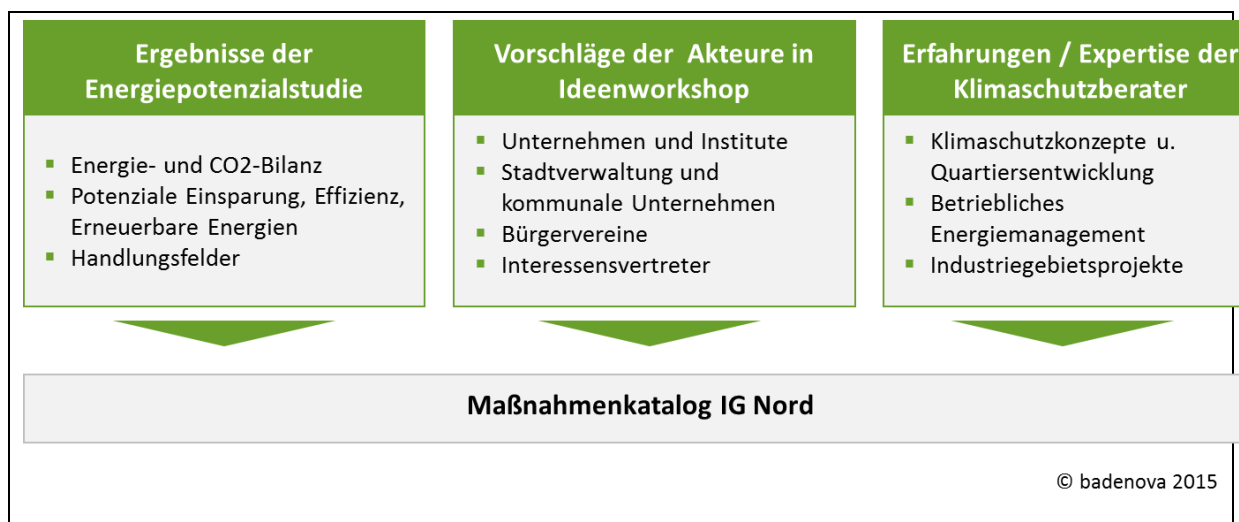 Ergebnisse der
Energiepotenzialstudie
▪ Energie- und CO2-Bilanz
▪ Potenziale Einsparung, Effizienz,
Erneuerbare Energien
▪ Handlungsfelder
Vorschläge der Akteure in
Ideenworkshop
▪ Unternehmen und Institute
▪ Stadtverwaltung und
kommunale Unternehmen
▪ Bürgervereine
▪ Interessensvertreter
Erfahrungen / Expertise der
Klimaschutzberater
▪ Klimaschutzkonzepte u.
Quartiersentwicklung
▪ Betriebliches
Energiemanagement
▪ Industriegebietsprojekte
Maßnahmenkatalog IG Nord
© badenova 2015